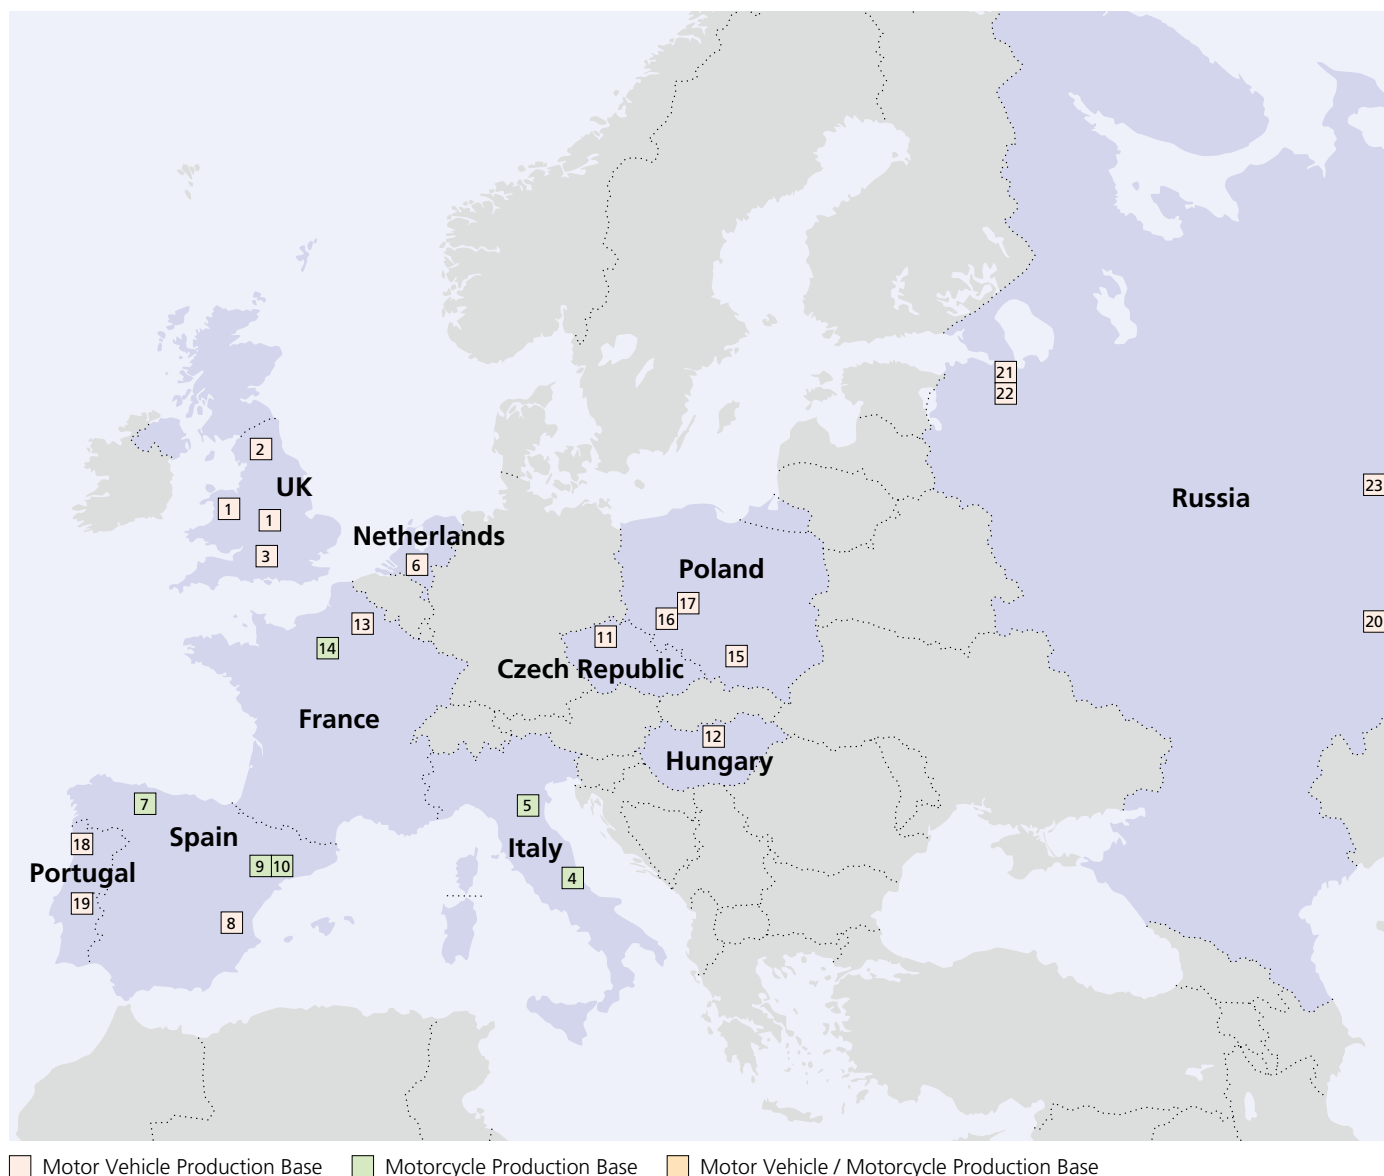 21
22
2
UK
23
Russia
1
1
Netherlands
3
6
Poland
17
16
13
20
11
14
15
Czech Republic
France
12
Hungary
7
5
Spain
18
Italy
9 10
Portugal
4
19
8
Motor Vehicle Production Base Motorcycle Production Base Motor Vehicle / Motorcycle Production Base